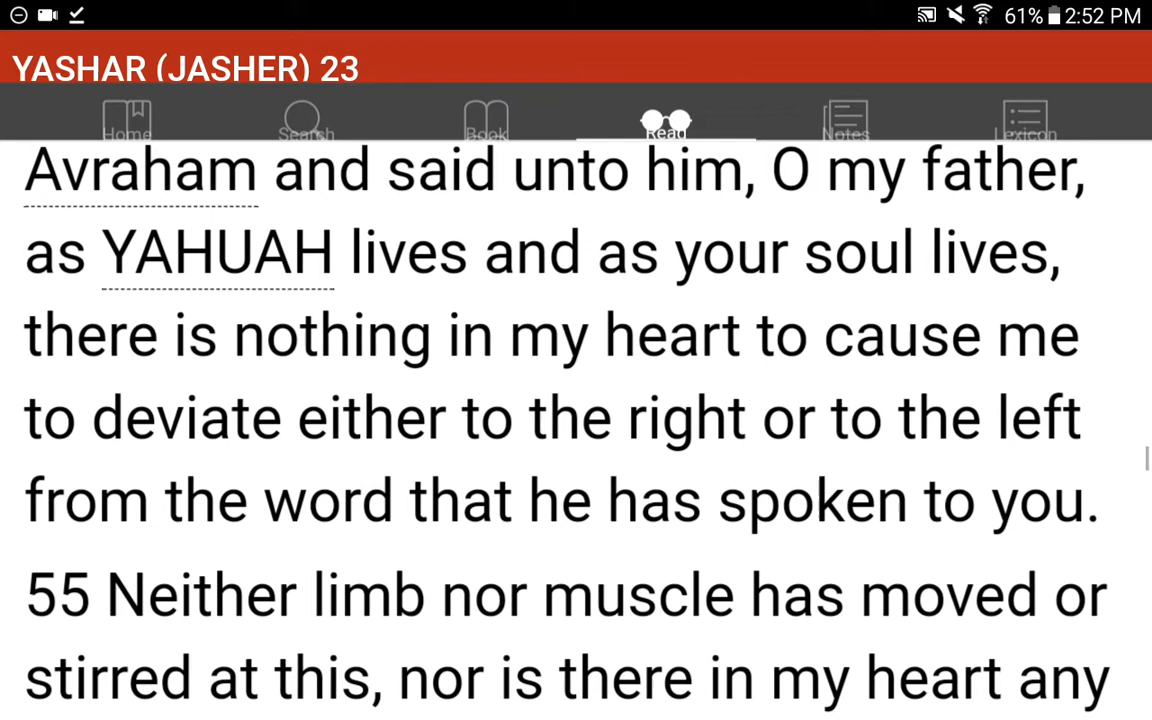 61% 2:52 PM
YASHAR (JASHER) 23
Home Search Book Read Notes Lexicon
Avraham and said unto him, O my father,
as YAHUAH lives and as your soul lives,
there is nothing in my heart to cause me
to deviate either to the right or to the left
from the word that he has spoken to you.
55 Neither limb nor muscle has moved or
stirred at this, nor is there in my heart any